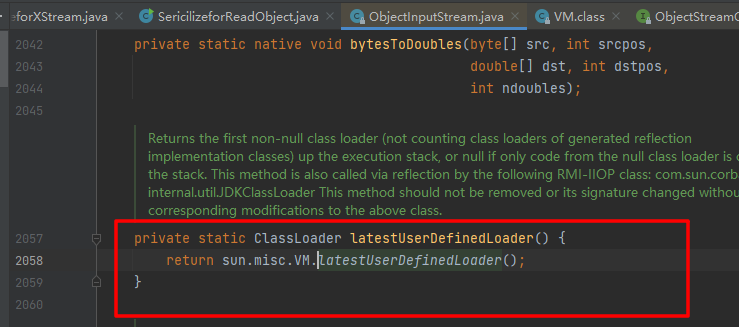 eforXStream.java SericilizeforReadObject.java ObjectInputStream.java VM.class ObjectStreamC
2042 private static native void bytesToDoubles(byte[] src, int srcpos,
2043 double[] dst, int dstpos,
2044 int ndoubles);
2045
Returns the first non-null class loader (not counting class loaders of generated reflection
implementation classes) up the execution stack, or null if only code from the null class loader is o
the stack. This method is also called via reflection by the following RMI-IIOP class: com.sun.corb
internal.util.JDKClassLoader This method should not be removed or its signature changed withou
corresponding modifications to the above class.
2057 private static ClassLoader latestUserDefinedLoader() {
2058 return sun.misc.VM.latestUserDefinedLoader();
2059 }
2060